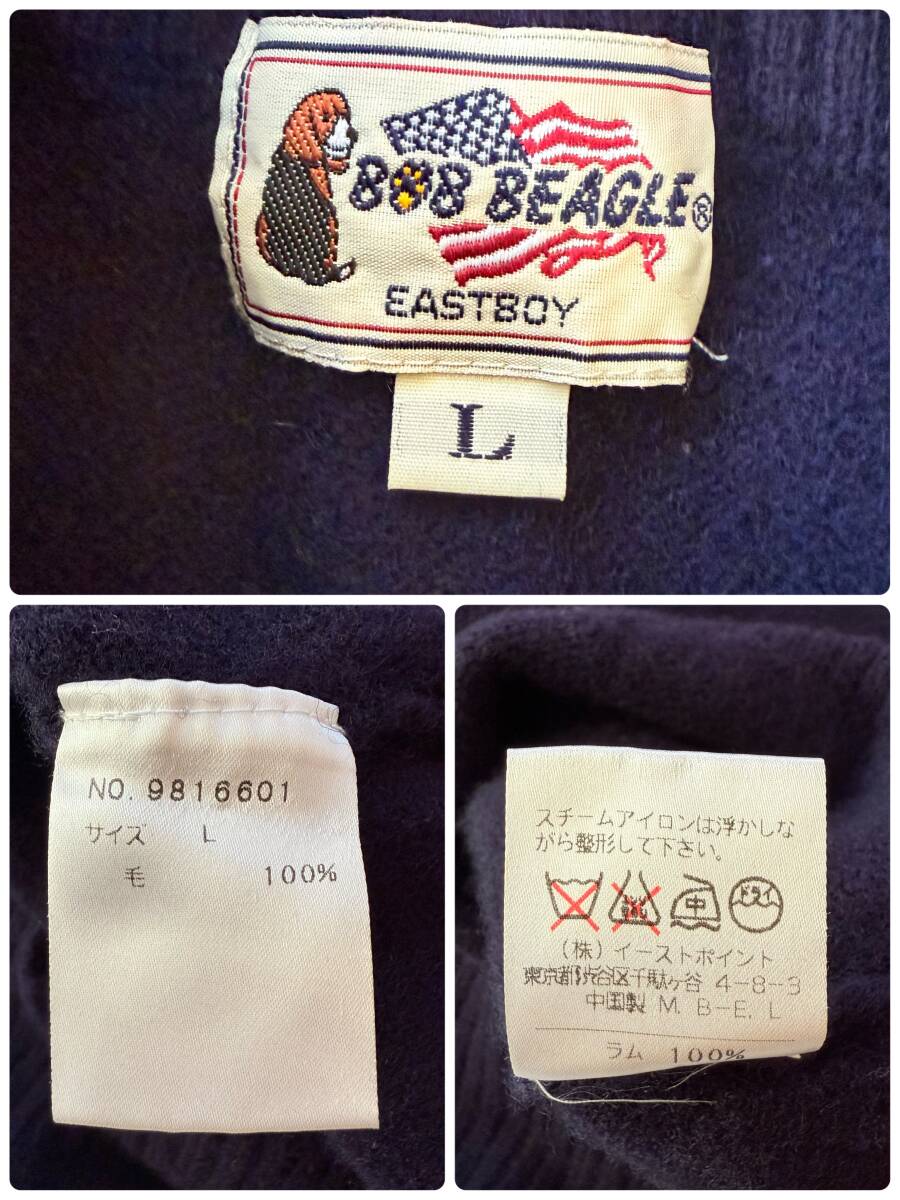 BOB BEAGLE®
EASTBOY
L
NO. 9816601
サイズ L
毛 100%
スチームアイロンは浮かしな
がら整形して下さい。
中 ドライ
(株)イーストポイント
東京都渋谷区千駄ヶ谷 4-8-3
中国製 M. B-E. L
ラム 100%